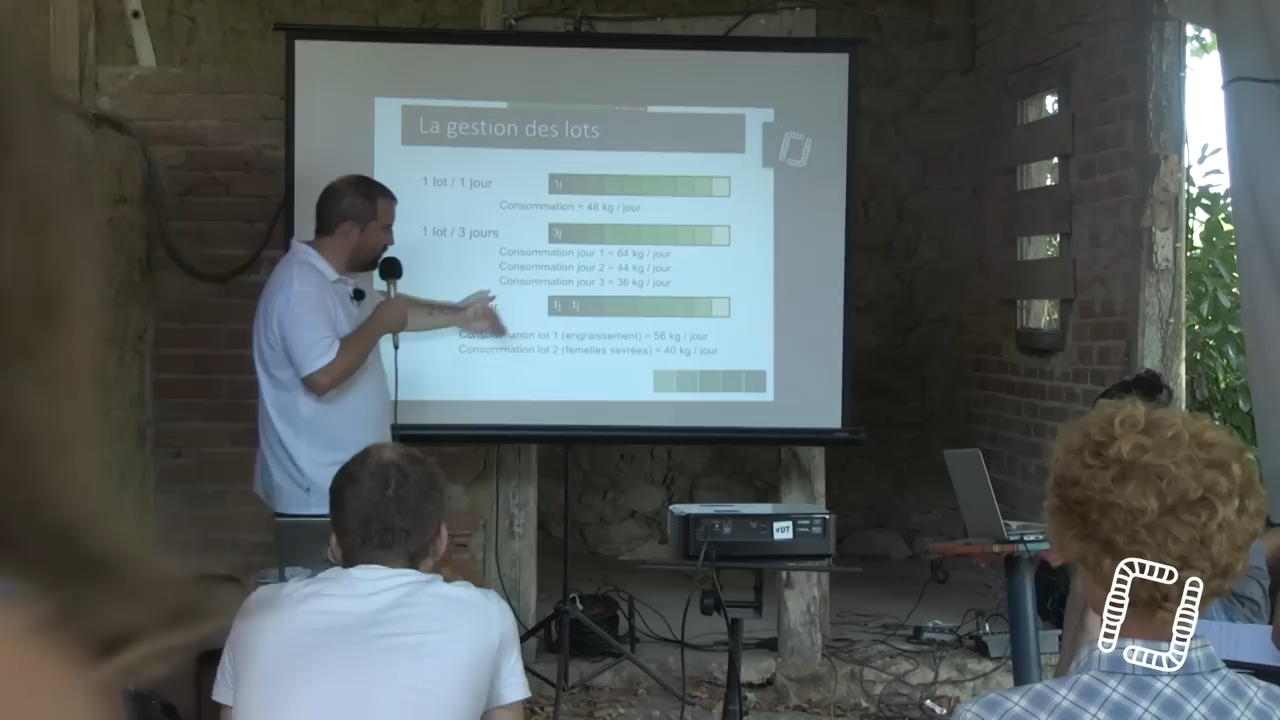 La gestion des lots
1 lot / 1 jour
1j
Consommation = 48 kg / jour
1 lot / 3 jours
3j
Consommation jour 1 = 64 kg / jour
Consommation jour 2 = 44 kg / jour
Consommation jour 3 = 36 kg / jour
1j 1j
Consommation lot 1 (engraissement) = 56 kg / jour
Consommation lot 2 (femelles sevrées) = 40 kg / jour
VDT